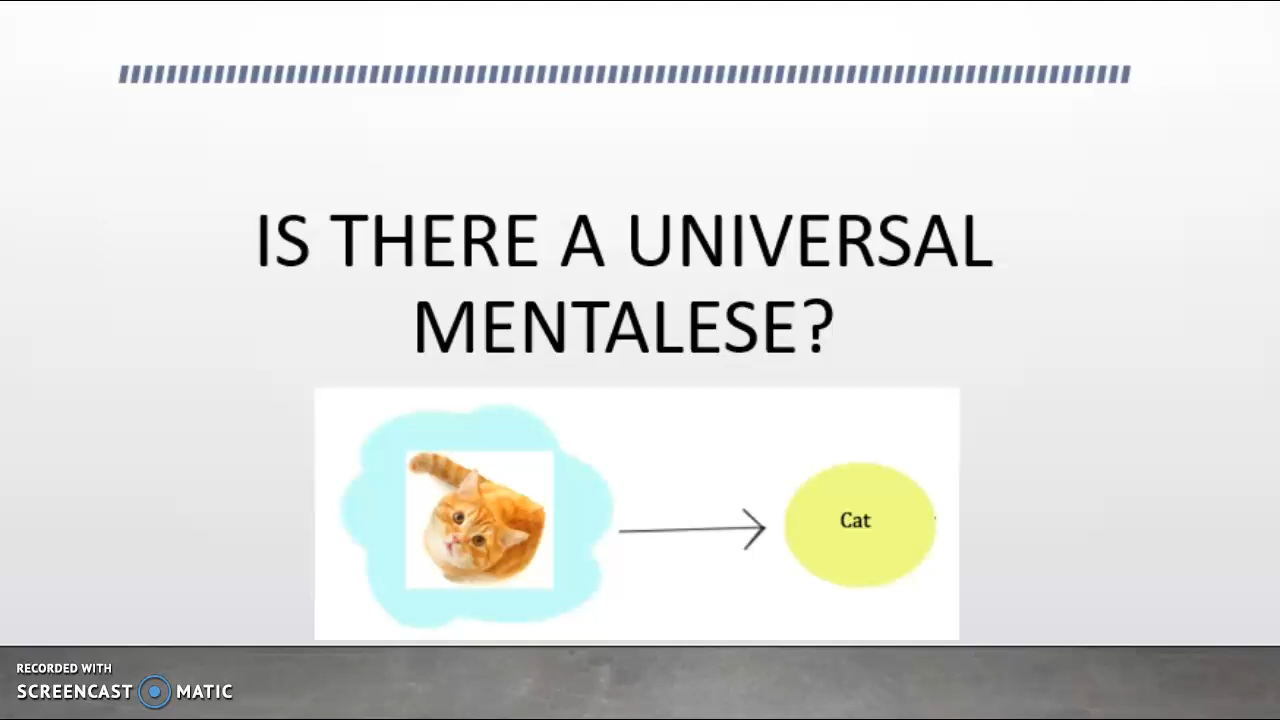 IS THERE A UNIVERSAL
MENTALESE?
Cat
RECORDED WITH
SCREENCAST MATIC